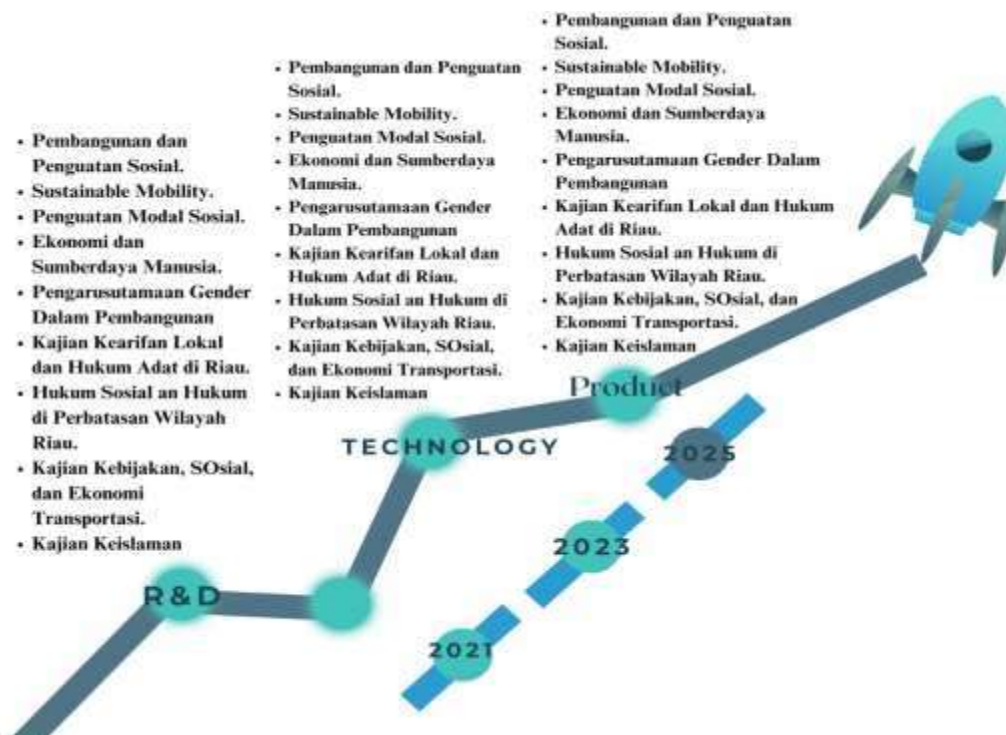 • Pembangunan dan
Penguatan Sosial.
• Sustainable Mobility.
• Penguatan Modal Sosial.
• Ekonomi dan
Sumberdaya Manusia.
• Pengarusutamaan Gender
Dalam Pembangunan
• Kajian Kearifan Lokal
dan Hukum Adat di Riau.
• Hukum Sosial an Hukum
di Perbatasan Wilayah
Riau.
• Kajian Kebijakan, SOsial,
dan Ekonomi
Transportasi.
• Kajian Keislaman
R&D
• Pembangunan dan Penguatan
Sosial.
• Sustainable Mobility.
• Penguatan Modal Sosial.
• Ekonomi dan Sumberdaya
Manusia.
• Pengarusutamaan Gender
Dalam Pembangunan
• Kajian Kearifan Lokal dan
Hukum Adat di Riau.
• Hukum Sosial an Hukum di
Perbatasan Wilayah Riau.
• Kajian Kebijakan, SOsial,
dan Ekonomi Transportasi.
• Kajian Keislaman
TECHNOLOGY
• Pembangunan dan Penguatan
Sosial.
• Sustainable Mobility.
• Penguatan Modal Sosial.
• Ekonomi dan Sumberdaya
Manusia.
• Pengarusutamaan Gender Dalam
Pembangunan
• Kajian Kearifan Lokal dan Hukum
Adat di Riau.
• Hukum Sosial an Hukum di
Perbatasan Wilayah Riau.
• Kajian Kebijakan, SOsial, dan
Ekonomi Transportasi.
• Kajian Keislaman
Product
2021
2023
2025